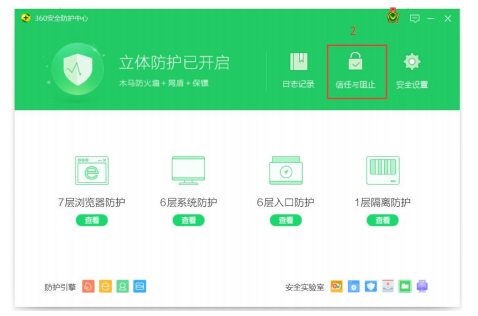 360安全防护中心
2
立体防护已开启
木马防火墙+网盾+保镖
日志记录
信任与阻止
安全设置
7层浏览器防护
6层系统防护
6层入口防护
1层隔离防护
查看
查看
查看
查看
防护引擎
安全实验室